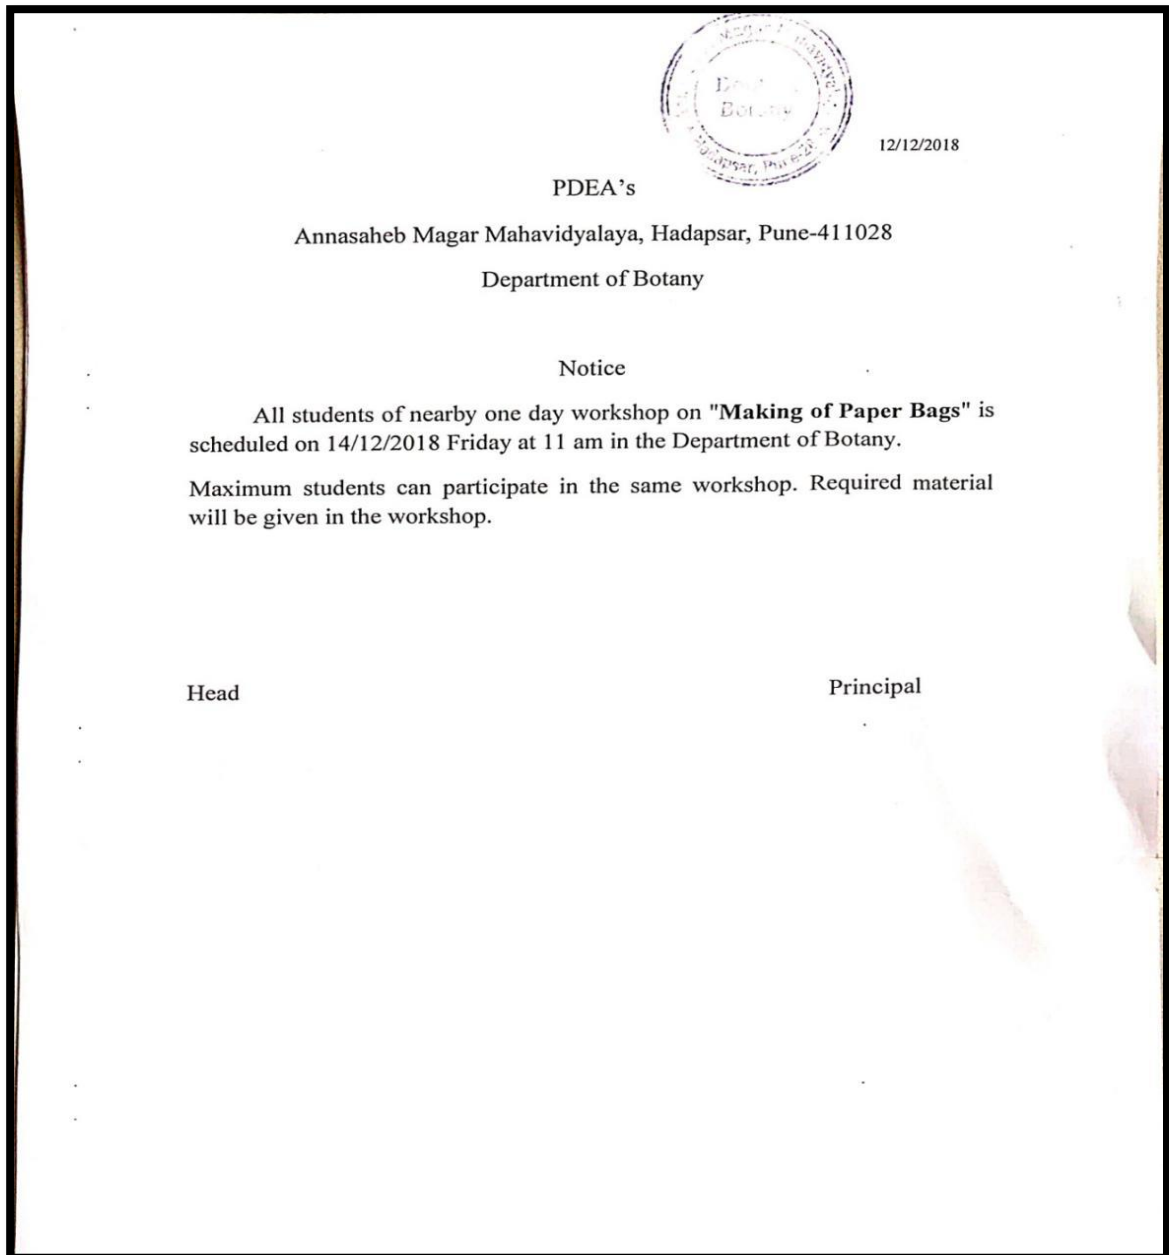 Botany
Hadapsar,
12/12/2018
PDEA's
Annasaheb Magar Mahavidyalaya, Hadapsar, Pune-411028
Department of Botany
Notice
All students of nearby one day workshop on "Making of Paper Bags" is
scheduled on 14/12/2018 Friday at 11 am in the Department of Botany.
Maximum students can participate in the same workshop. Required material
will be given in the workshop.
Head
Principal